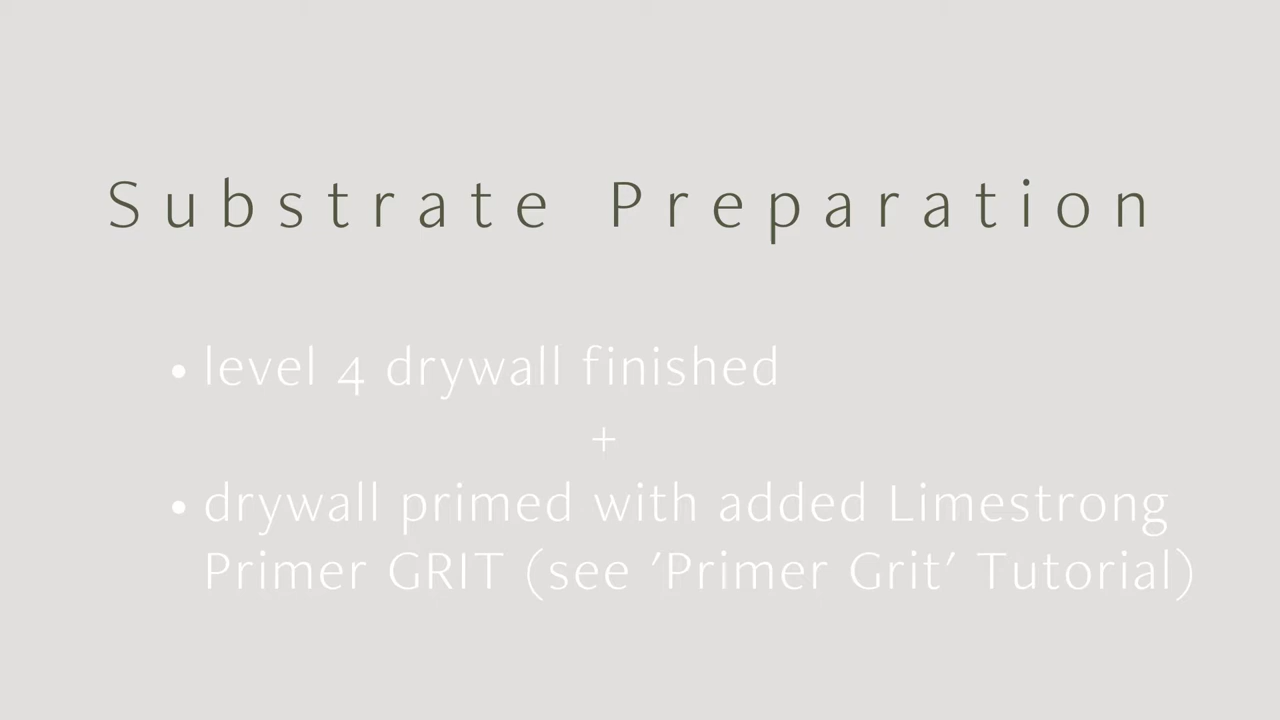 Substrate Preparation
• level 4 drywall finished
+
• drywall primed with added Limestrong
Primer GRIT (see 'Primer Grit' Tutorial)